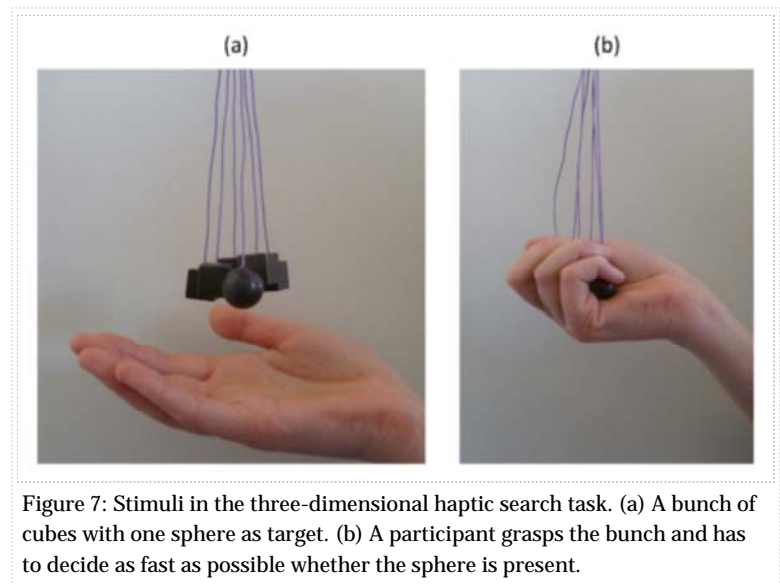 (a) (b)
Figure 7: Stimuli in the three-dimensional haptic search task. (a) A bunch of
cubes with one sphere as target. (b) A participant grasps the bunch and has
to decide as fast as possible whether the sphere is present.